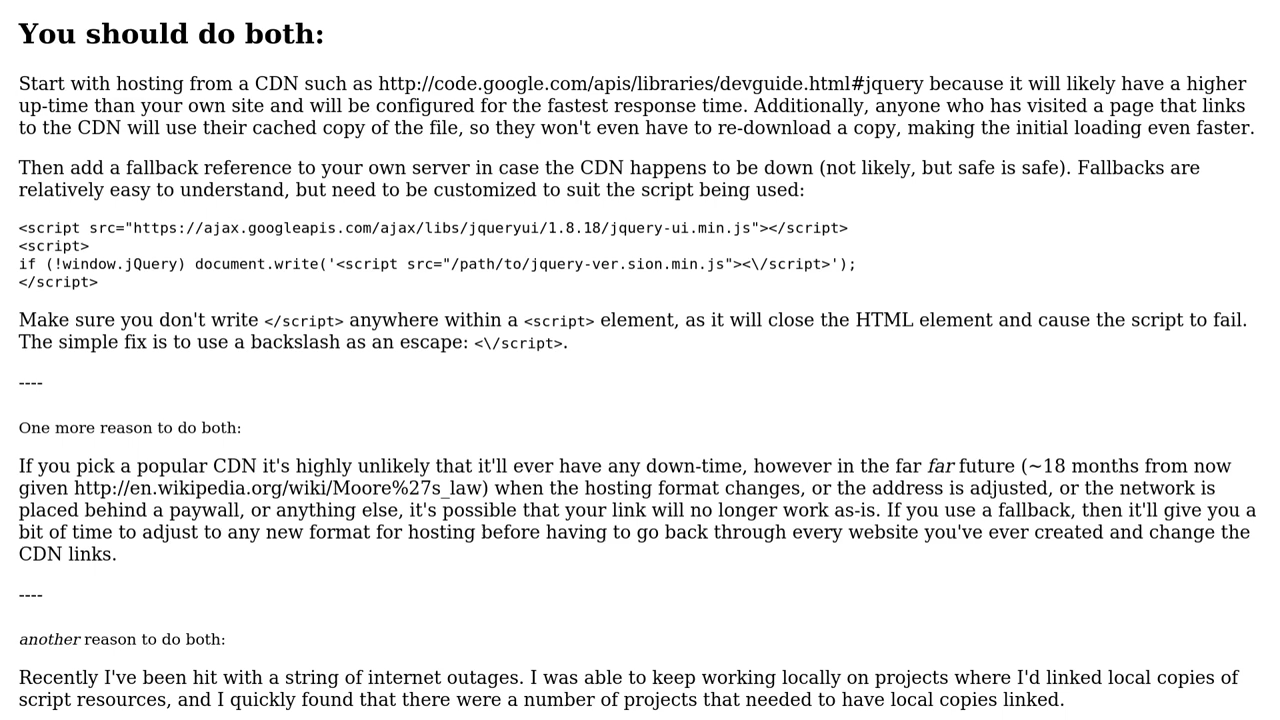 You should do both:
Start with hosting from a CDN such as http://code.google.com/apis/libraries/devguide.html#jquery because it will likely have a higher
up-time than your own site and will be configured for the fastest response time. Additionally, anyone who has visited a page that links
to the CDN will use their cached copy of the file, so they won't even have to re-download a copy, making the initial loading even faster.
Then add a fallback reference to your own server in case the CDN happens to be down (not likely, but safe is safe). Fallbacks are
relatively easy to understand, but need to be customized to suit the script being used:
<script src="https://ajax.googleapis.com/ajax/libs/jqueryui/1.8.18/jquery-ui.min.js"></script>
<script>
if (!window.jQuery) document.write('<script src="/path/to/jquery-ver.sion.min.js"><\/script>');
</script>
Make sure you don't write </script> anywhere within a <script> element, as it will close the HTML element and cause the script to fail.
The simple fix is to use a backslash as an escape: <\/script>.
----
One more reason to do both:
If you pick a popular CDN it's highly unlikely that it'll ever have any down-time, however in the far far future (~18 months from now
given http://en.wikipedia.org/wiki/Moore%27s_law) when the hosting format changes, or the address is adjusted, or the network is
placed behind a paywall, or anything else, it's possible that your link will no longer work as-is. If you use a fallback, then it'll give you a
bit of time to adjust to any new format for hosting before having to go back through every website you've ever created and change the
CDN links.
----
another reason to do both:
Recently I've been hit with a string of internet outages. I was able to keep working locally on projects where I'd linked local copies of
script resources, and I quickly found that there were a number of projects that needed to have local copies linked.